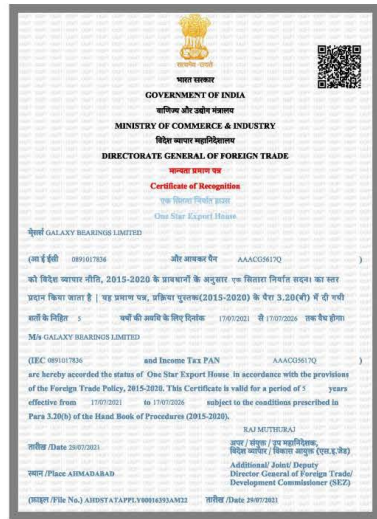 सत्यमेव जयते
भारत सरकार
GOVERNMENT OF INDIA
वाणिज्य और उद्योग मंत्रालय
MINISTRY OF COMMERCE & INDUSTRY
विदेश व्यापार महानिदेशालय
DIRECTORATE GENERAL OF FOREIGN TRADE
मान्यता प्रमाण पत्र
Certificate of Recognition
एक सितारा निर्यात हाउस
One Star Export House
मेसर्स GALAXY BEARINGS LIMITED
(आ ई ईसी 0891017836 और आयकर पैन AAACG5617Q )
को विदेश व्यापार नीति, 2015-2020 के प्रावधानों के अनुसार एक सितारा निर्यात सदन। का स्तर
प्रदान किया जाता है | यह प्रमाण पत्र, प्रक्रिया पुस्तक(2015-2020) के पैरा 3.20(बी) में दी गयी
शर्तो के निहित 5 वर्षो की अवधि के लिए दिनांक 17/07/2021 से 17/07/2026 तक वैध होगा।
M/s GALAXY BEARINGS LIMITED
(IEC 0891017836 and Income Tax PAN AAACG5617Q )
are hereby accorded the status of One Star Export House in accordance with the provisions
of the Foreign Trade Policy, 2015-2020. This Certificate is valid for a period of 5 years
effective from 17/07/2021 to 17/07/2026 subject to the conditions prescribed in
Para 3.20(b) of the Hand Book of Procedures (2015-2020).
RAJ MUTHURAJ
तारीख /Date 29/07/2021
अपर / संयुक्त / उप महानिदेशक,
विदेश व्यापार / विकास आयुक्त (एस.इ.जेड)
स्थान /Place AHMADABAD
Additional/ Joint/ Deputy
Director General of Foreign Trade/
Development Commissioner (SEZ)
(फ़ाइल /File No.) AHDSTATAPPLY00016393AM22 तारीख /Date 29/07/2021